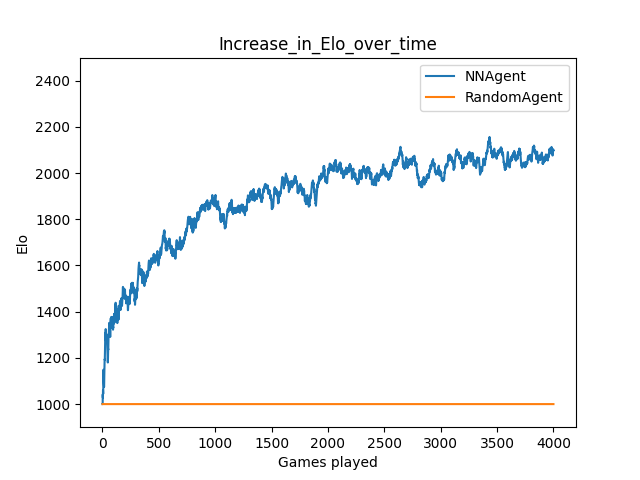 Increase_in_Elo_over_time
NNAgent
RandomAgent
2400
2200
2000
1800
1600
1400
1200
1000
Elo
0 500 1000 1500 2000 2500 3000 3500 4000
Games played